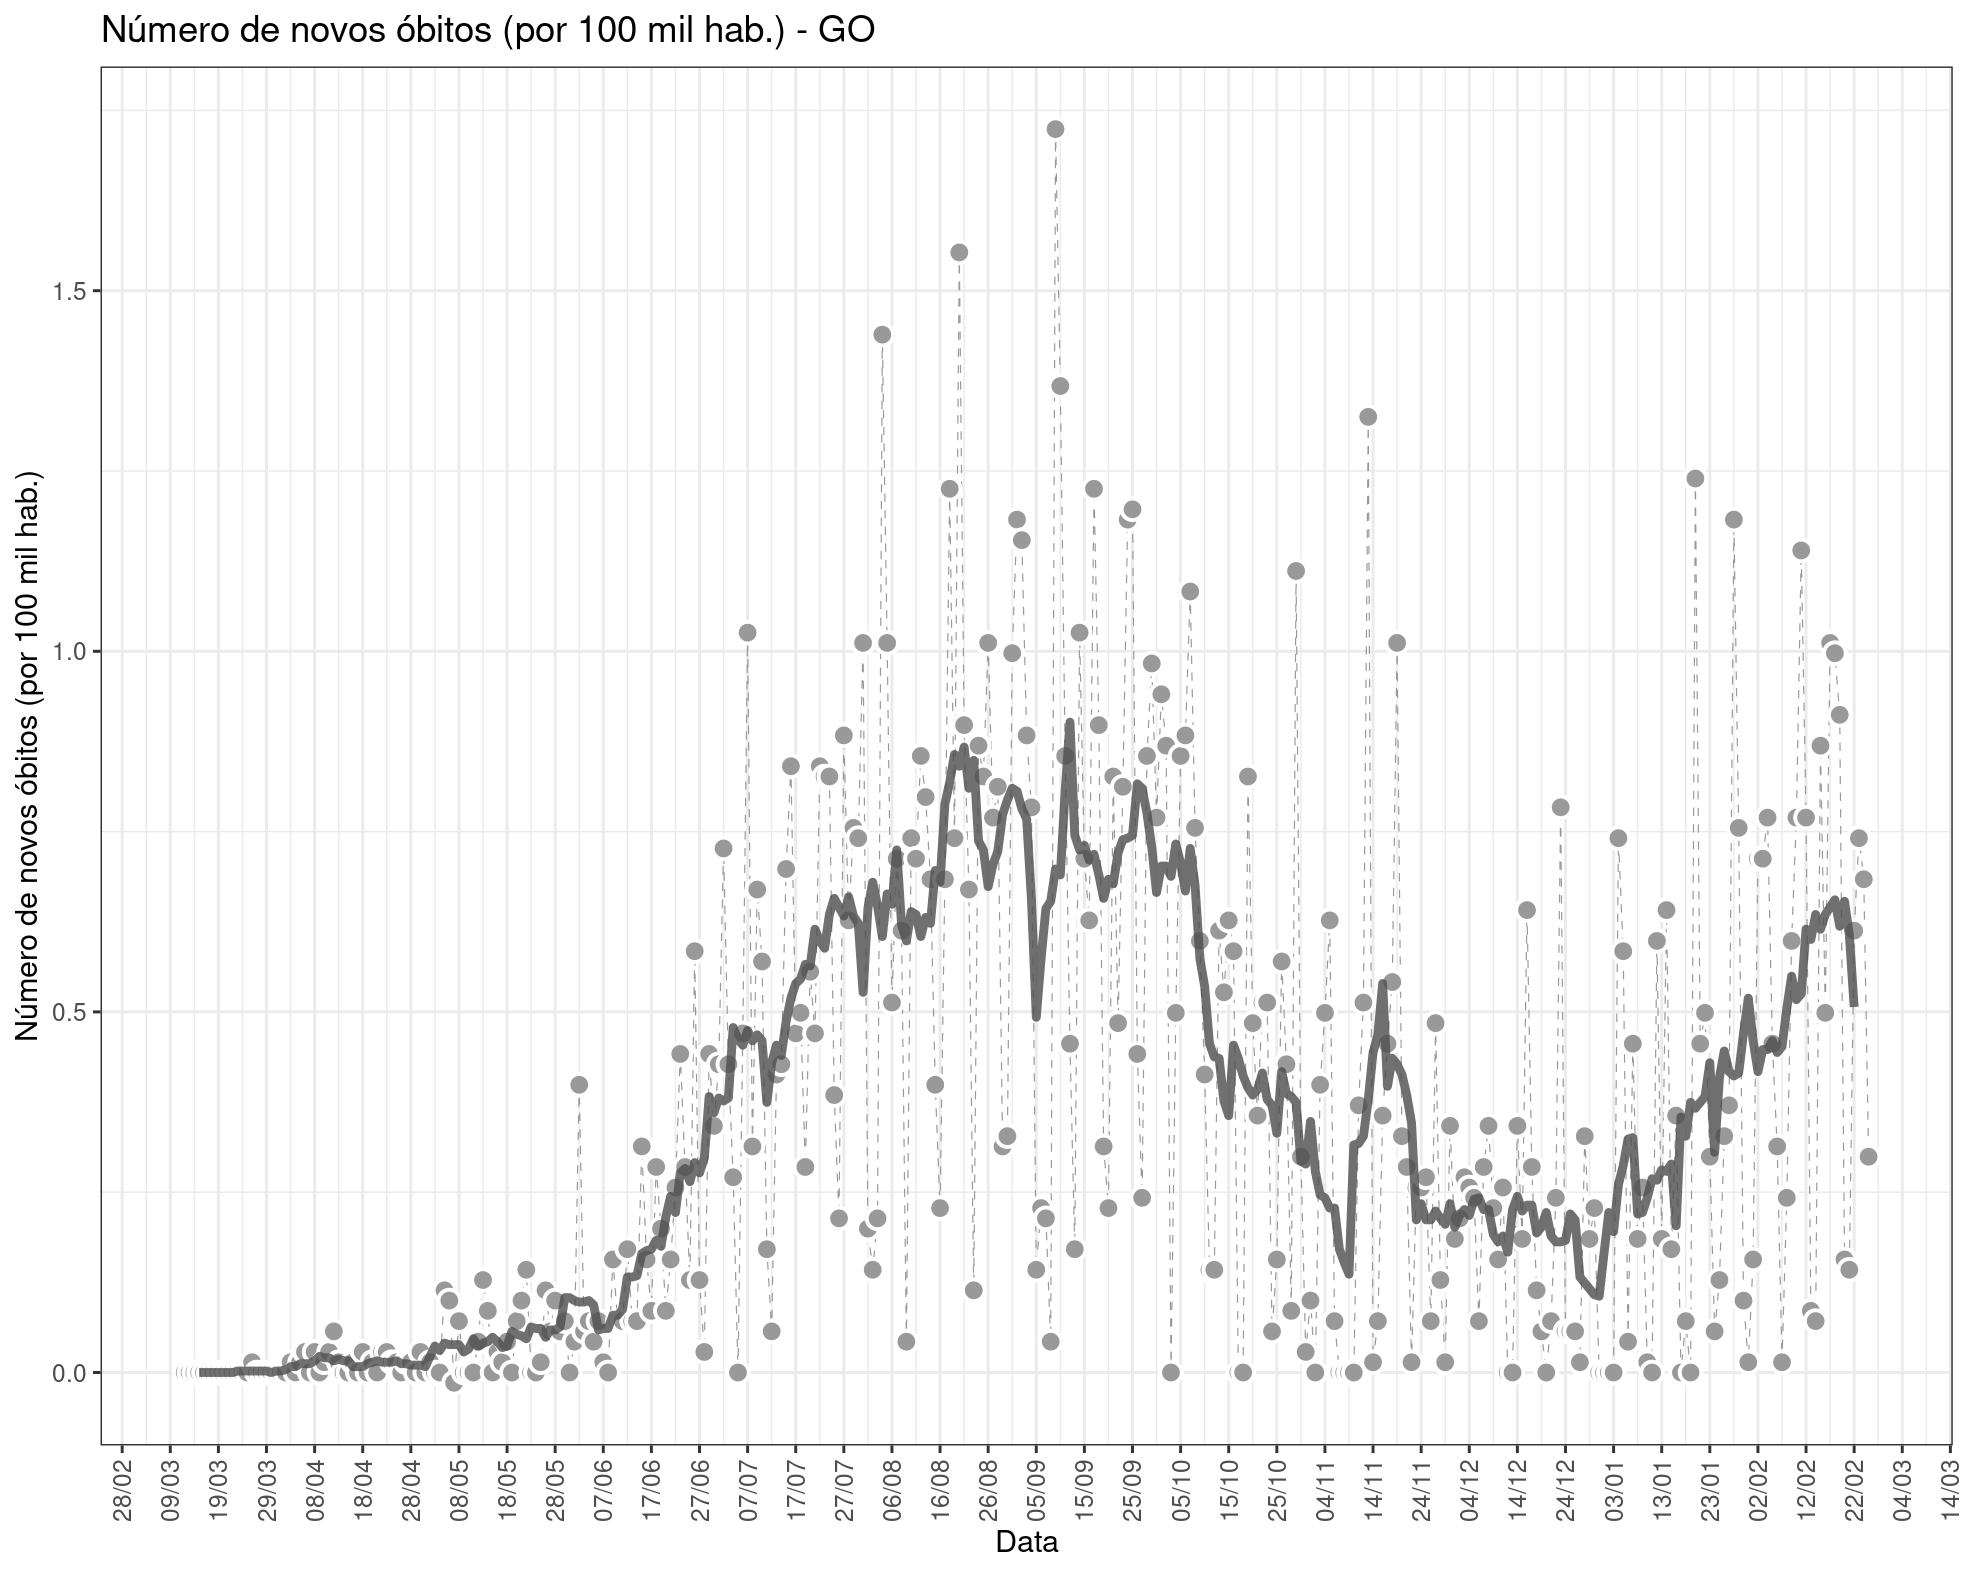 Número de novos óbitos (por 100 mil hab.) - GO
Número de novos óbitos (por 100 mil hab.)
1.5
1.0
0.5
0.0
28/02 09/03 19/03 29/03 08/04 18/04 28/04 08/05 18/05 28/05 07/06 17/06 27/06 07/07 17/07 27/07 06/08 16/08 26/08 05/09 15/09 25/09 05/10 15/10 25/10 04/11 14/11 24/11 04/12 14/12 24/12 03/01 13/01 23/01 02/02 12/02 22/02 04/03 14/03
Data